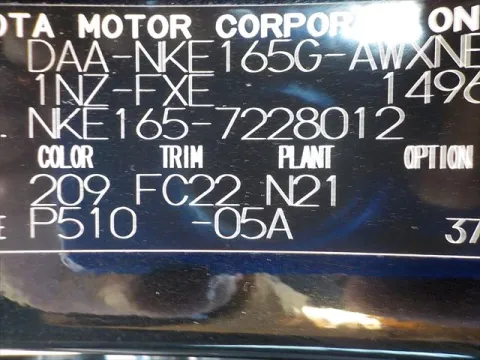 OTA MOTOR CORPORATION
DAA-NKE165G-AWXNE
1NZ-FXE 1496
NKE165-7228012
COLOR TRIM PLANT OPTION
209 FC22 N21
E P510 -05A 37